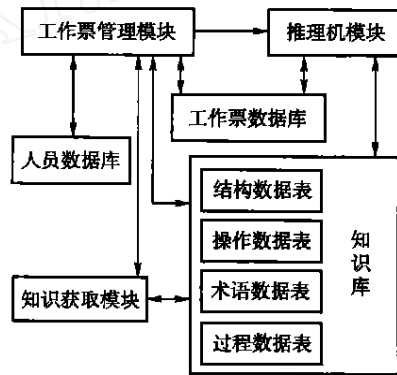 工作票管理模块
推理机模块
工作票数据库
人员数据库
结构数据表
操作数据表
知识库
知识获取模块
术语数据表
过程数据表